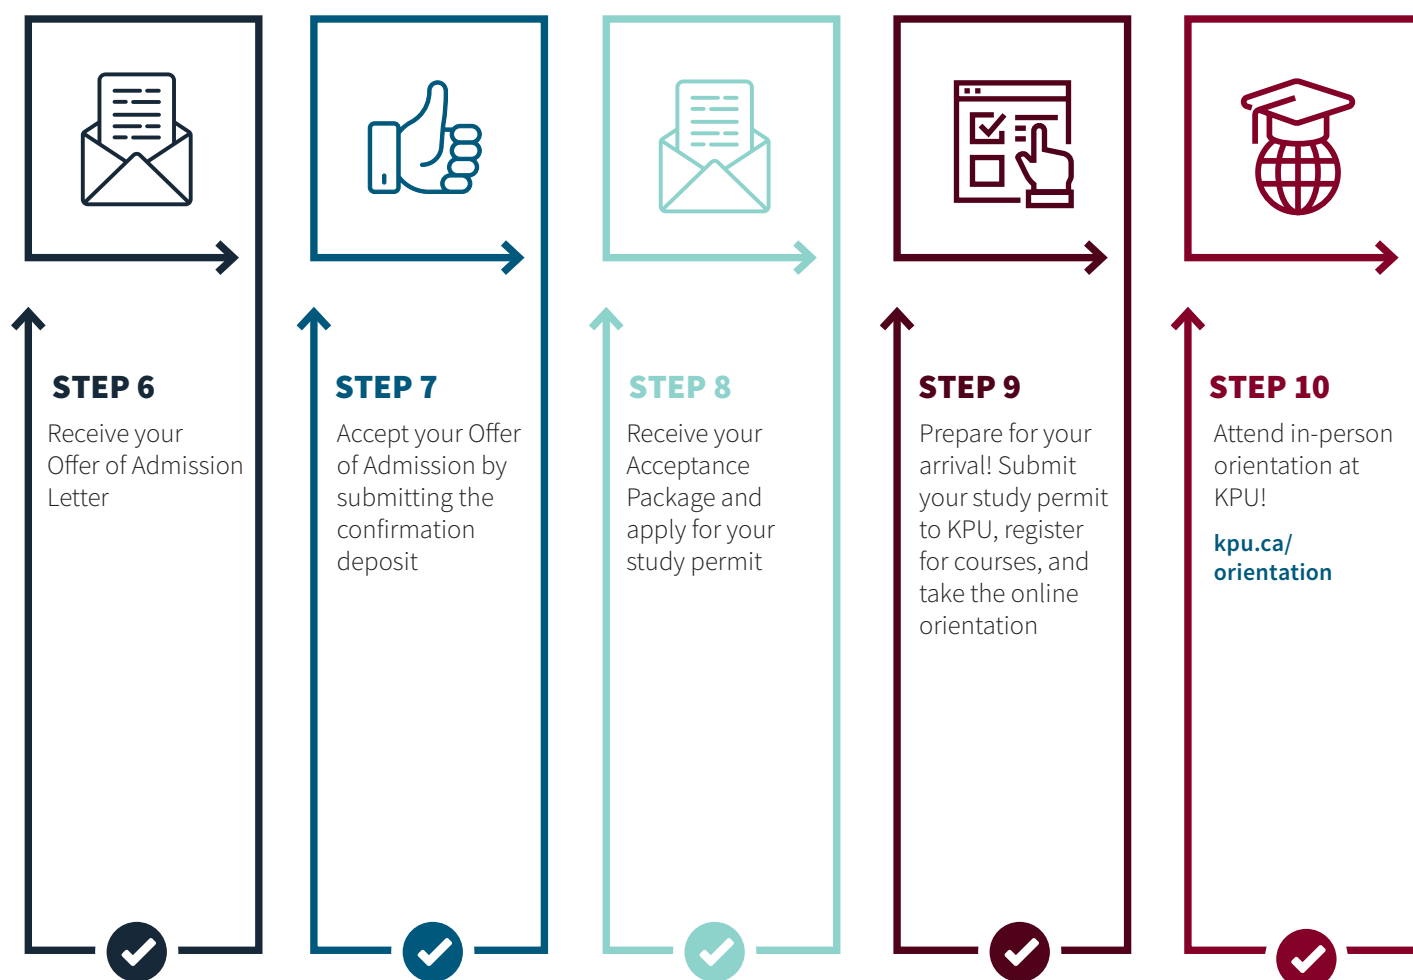 STEP 6
Receive your
Offer of Admission
Letter
STEP 7
Accept your Offer
of Admission by
submitting the
confirmation
deposit
STEP 8
Receive your
Acceptance
Package and
apply for your
study permit
STEP 9
Prepare for your
arrival! Submit
your study permit
to KPU, register
for courses, and
take the online
orientation
STEP 10
Attend in-person
orientation at
KPU!
kpu.ca/
orientation